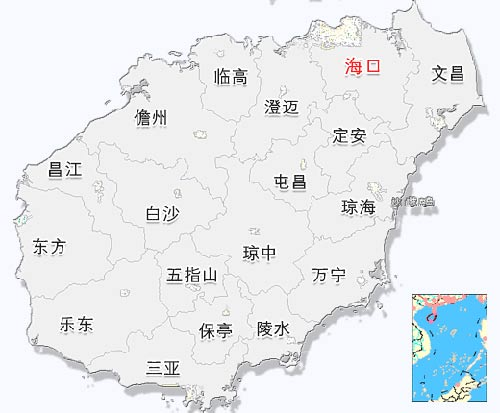 海口
文昌
临高
澄迈
儋州
定安
昌江
屯昌
白沙
琼海
东方
琼中
五指山
万宁
乐东
保亭
陵水
三亚